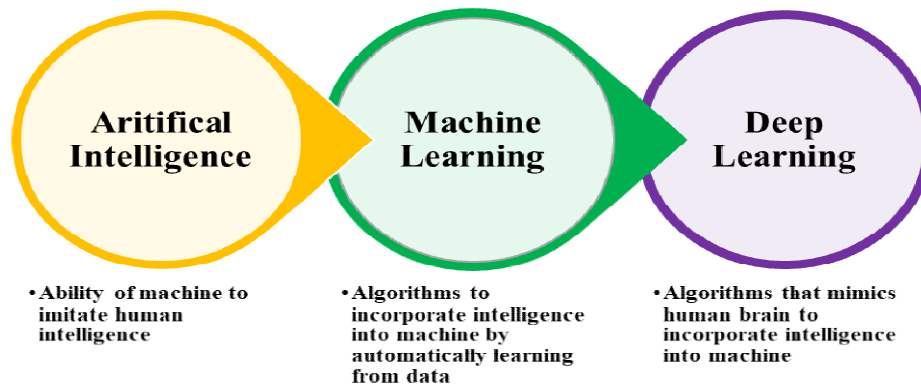 Aritifical
Intelligence
Machine
Learning
Deep
Learning
•Ability of machine to
imitate human
intelligence
•Algorithms to
incorporate intelligence
into machine by
automatically learning
from data
•Algorithms that mimics
human brain to
incorporate intelligence
into machine